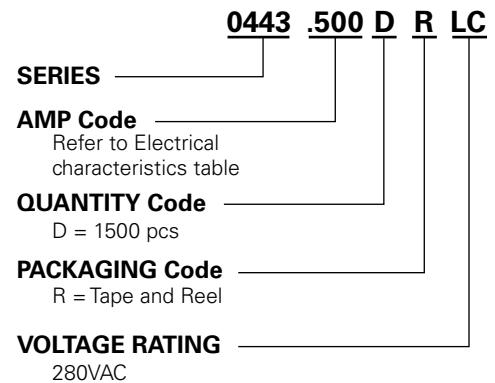 0443 .500 D R LC
SERIES
AMP Code
Refer to Electrical
characteristics table
QUANTITY Code
D = 1500 pcs
PACKAGING Code
R = Tape and Reel
VOLTAGE RATING
280VAC